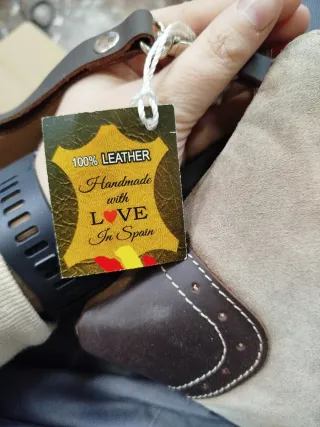 100% LEATHER
Handmade
with
LOVE
In Spain